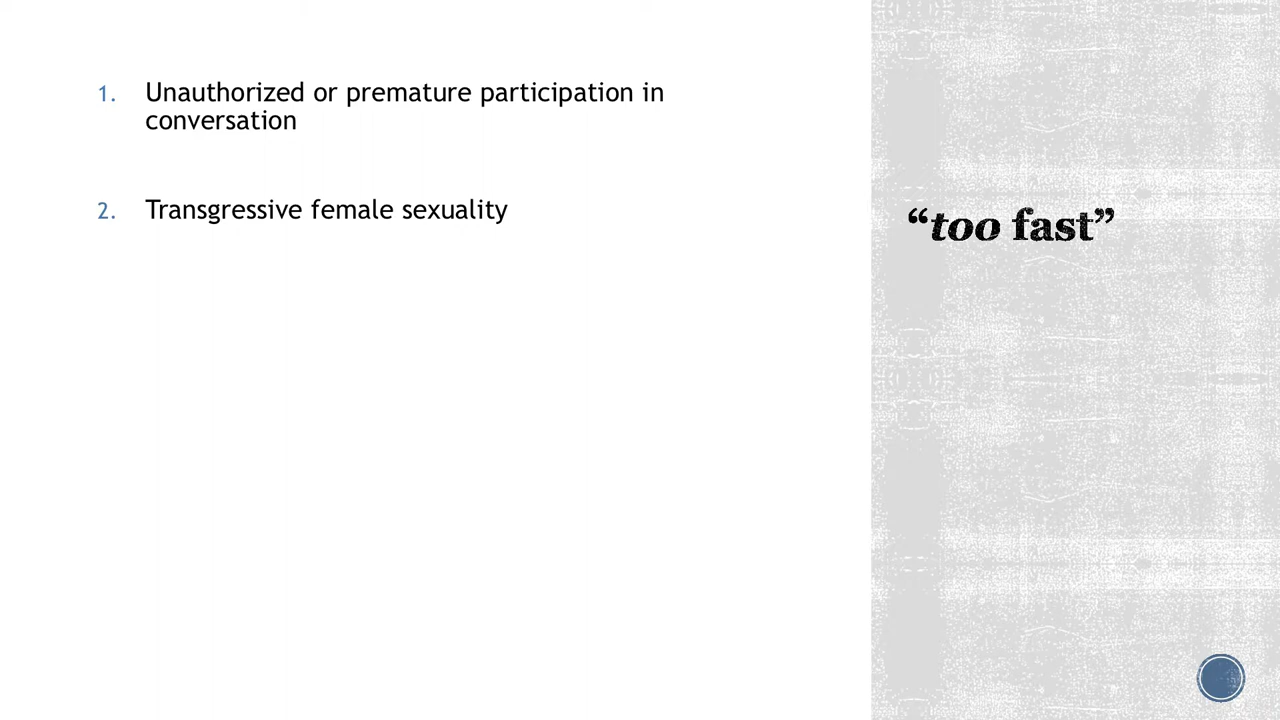 1. Unauthorized or premature participation in
conversation
2. Transgressive female sexuality
“too fast”